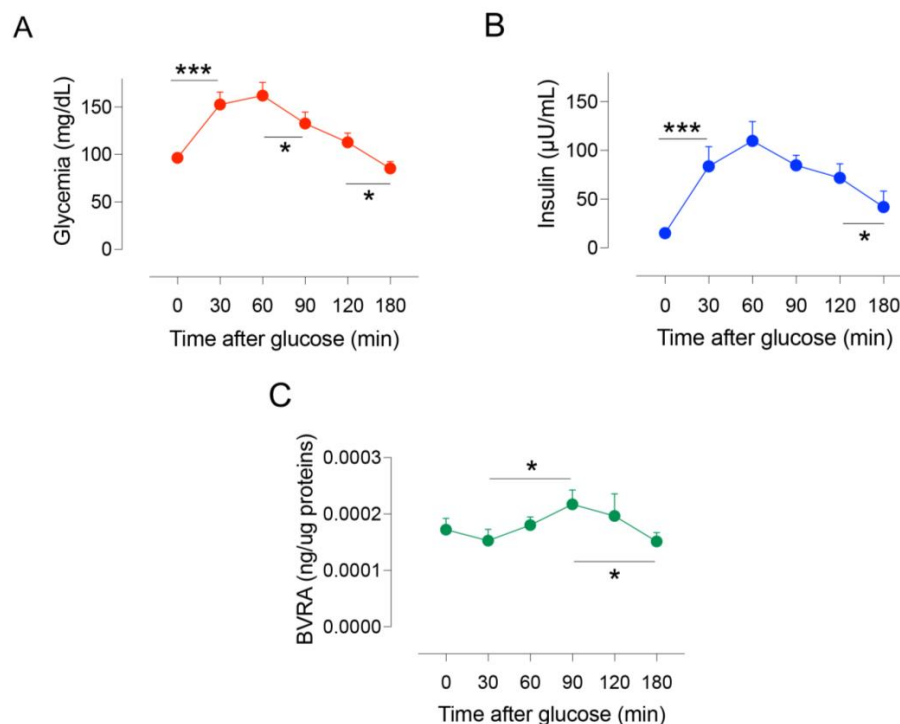 A
Glycemia (mg/dL)
150
100
50
0
***
*
*
0 30 60 90 120 180
Time after glucose (min)
B
Insulin (µU/mL)
150
100
50
0
***
*
0 30 60 90 120 180
Time after glucose (min)
C
BVRA (ng/ug proteins)
0.0003
0.0002
0.0001
0.0000
*
*
0 30 60 90 120 180
Time after glucose (min)